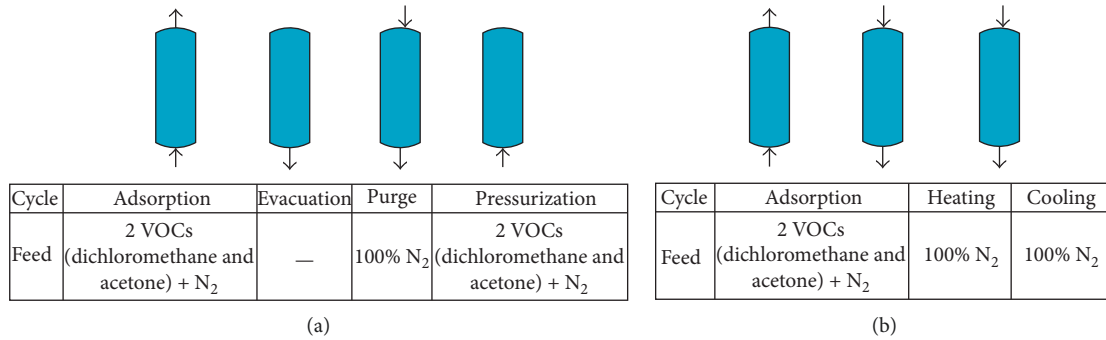 Cycle Adsorption Evacuation Purge Pressurization
Feed
2 VOCs
(dichloromethane and
acetone) + N2
—
100% N2
2 VOCs
(dichloromethane and
acetone) + N2
(a)
Cycle Adsorption Heating Cooling
Feed
2 VOCs
(dichloromethane and
acetone) + N2
100% N2
100% N2
(b)